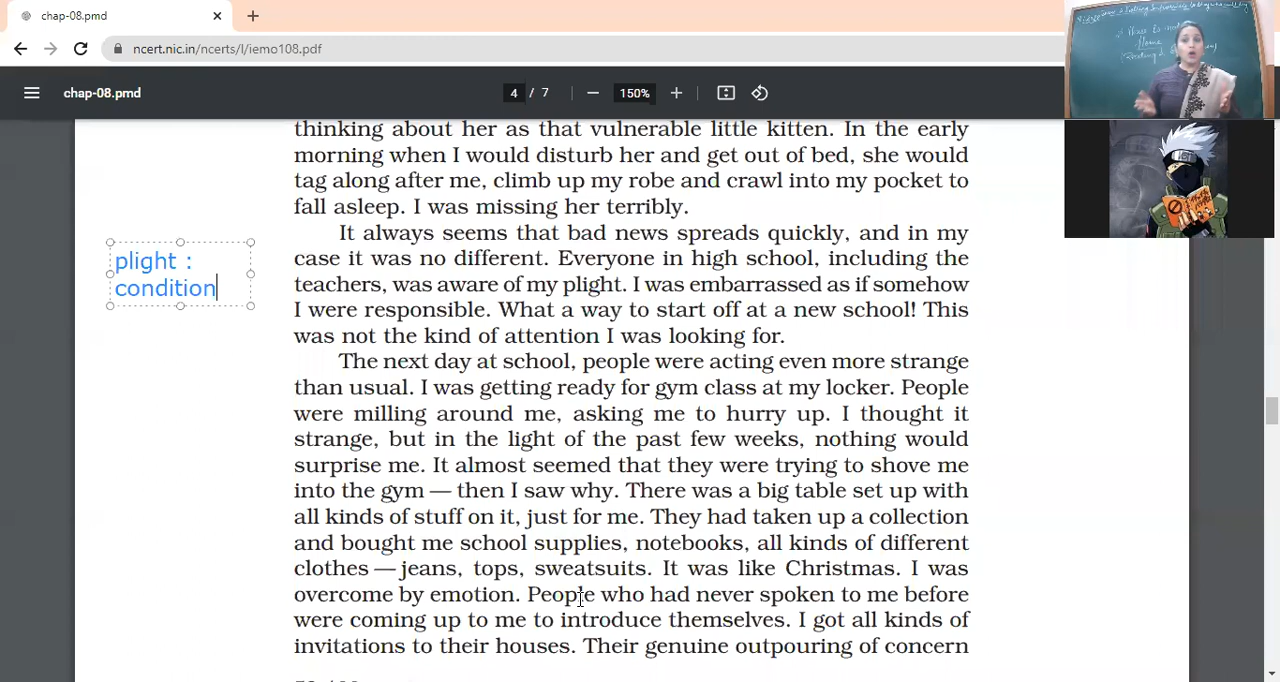 chap-08.pmd
ncert.nic.in/ncerts/l/iemo108.pdf
chap-08.pmd
4 / 7
150%
thinking about her as that vulnerable little kitten. In the early
morning when I would disturb her and get out of bed, she would
tag along after me, climb up my robe and crawl into my pocket to
fall asleep. I was missing her terribly.
It always seems that bad news spreads quickly, and in my
case it was no different. Everyone in high school, including the
teachers, was aware of my plight. I was embarrassed as if somehow
I were responsible. What a way to start off at a new school! This
was not the kind of attention I was looking for.
The next day at school, people were acting even more strange
than usual. I was getting ready for gym class at my locker. People
were milling around me, asking me to hurry up. I thought it
strange, but in the light of the past few weeks, nothing would
surprise me. It almost seemed that they were trying to shove me
into the gym — then I saw why. There was a big table set up with
all kinds of stuff on it, just for me. They had taken up a collection
and bought me school supplies, notebooks, all kinds of different
clothes — jeans, tops, sweatsuits. It was like Christmas. I was
overcome by emotion. People who had never spoken to me before
were coming up to me to introduce themselves. I got all kinds of
invitations to their houses. Their genuine outpouring of concern
plight :
condition